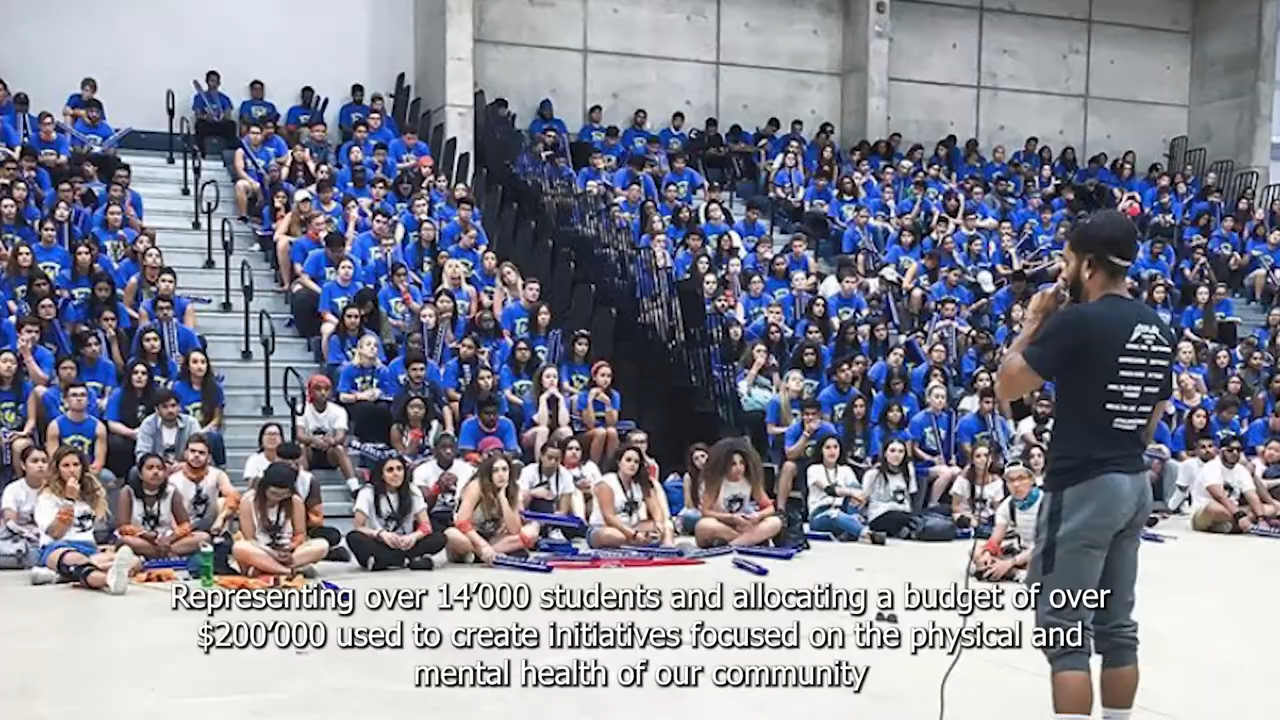 Representing over 14’000 students and allocating a budget of over
$200’000 used to create initiatives focused on the physical and
mental health of our community